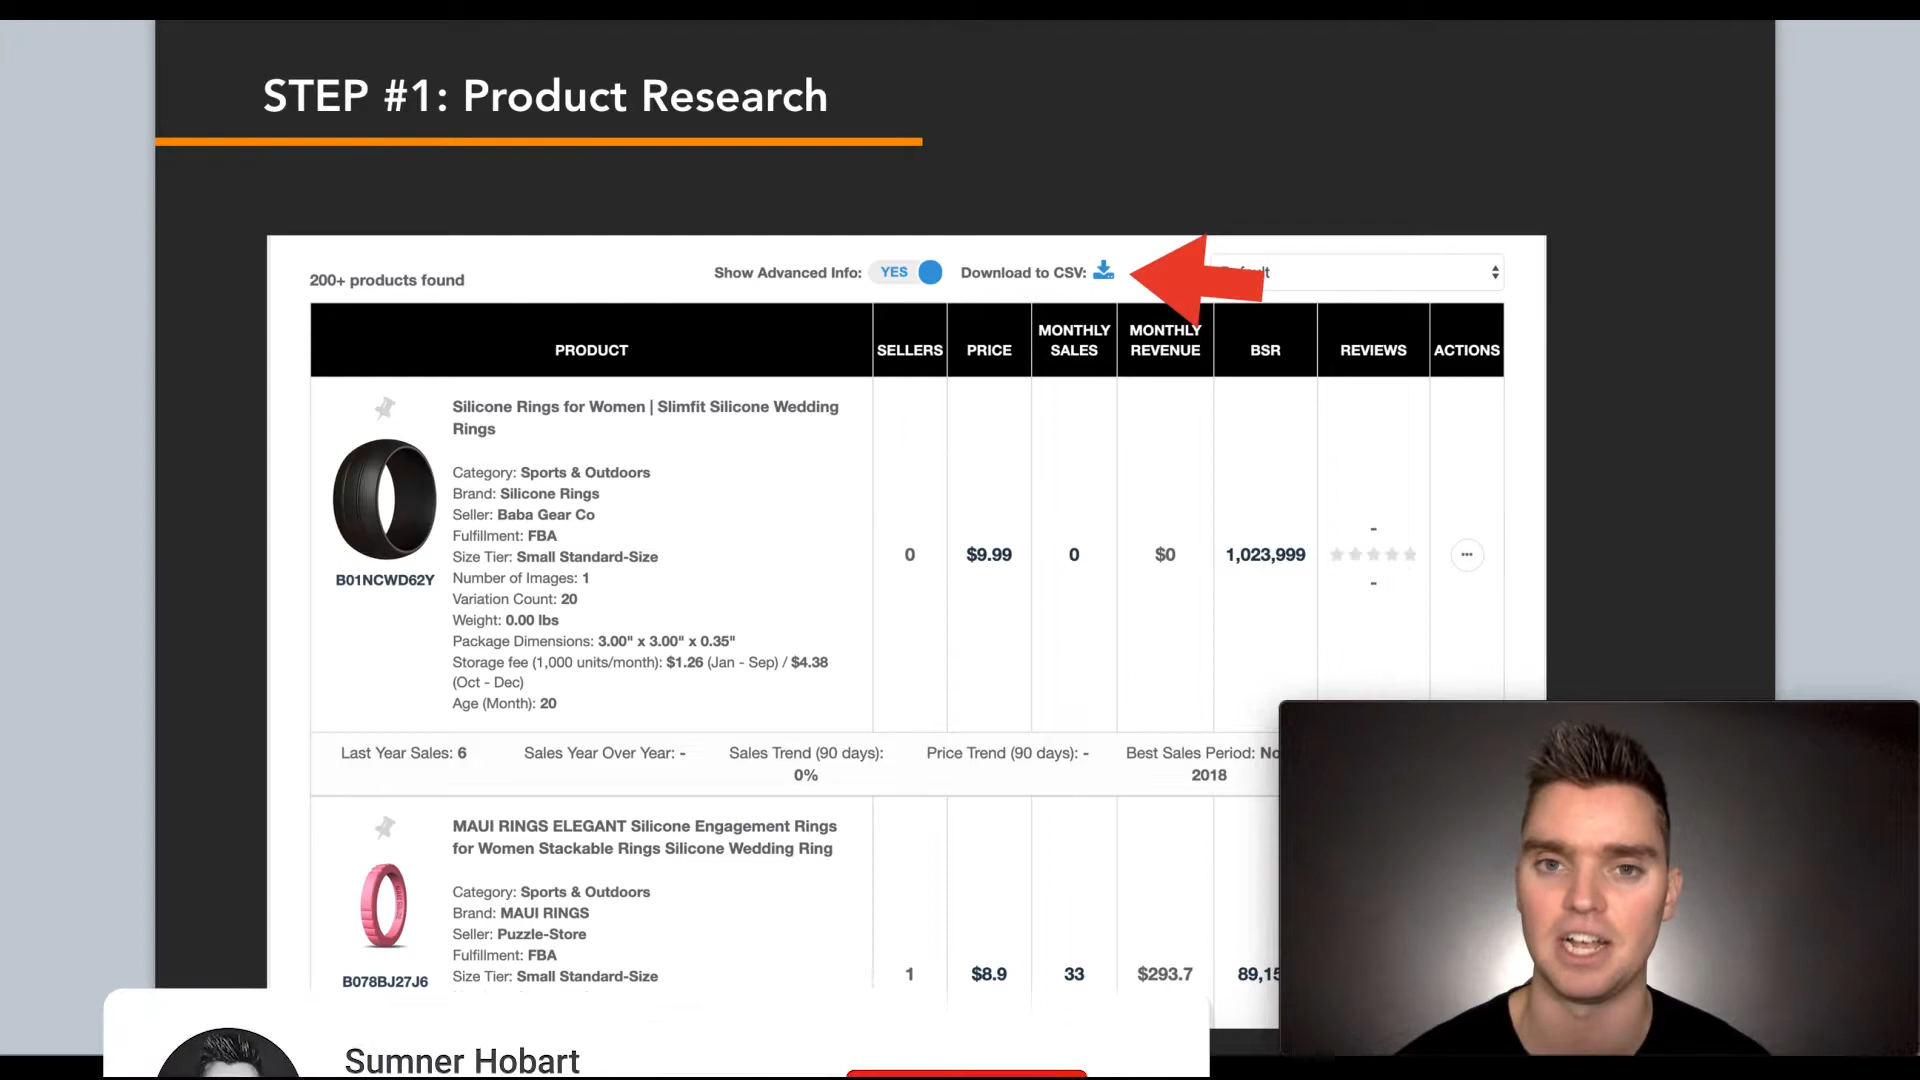 STEP #1: Product Research
200+ products found
Show Advanced Info: YES
Download to CSV:
PRODUCT
SELLERS
PRICE
MONTHLY SALES
MONTHLY REVENUE
BSR
REVIEWS
ACTIONS
Silicone Rings for Women | Slimfit Silicone Wedding
Rings
Category: Sports & Outdoors
Brand: Silicone Rings
Seller: Baba Gear Co
Fulfillment: FBA
Size Tier: Small Standard-Size
Number of Images: 1
Variation Count: 20
Weight: 0.00 lbs
Package Dimensions: 3.00" x 3.00" x 0.35"
Storage fee (1,000 units/month): $1.26 (Jan - Sep) / $4.38
(Oct - Dec)
Age (Month): 20
B01NCWD62Y
0
$9.99
0
$0
1,023,999
-
-
Last Year Sales: 6
Sales Year Over Year: -
Sales Trend (90 days):
0%
Price Trend (90 days): -
Best Sales Period: No
2018
MAUI RINGS ELEGANT Silicone Engagement Rings
for Women Stackable Rings Silicone Wedding Ring
Category: Sports & Outdoors
Brand: MAUI RINGS
Seller: Puzzle-Store
Fulfillment: FBA
Size Tier: Small Standard-Size
B078BJ27J6
1
$8.9
33
$293.7
89,15
Sumner Hobart